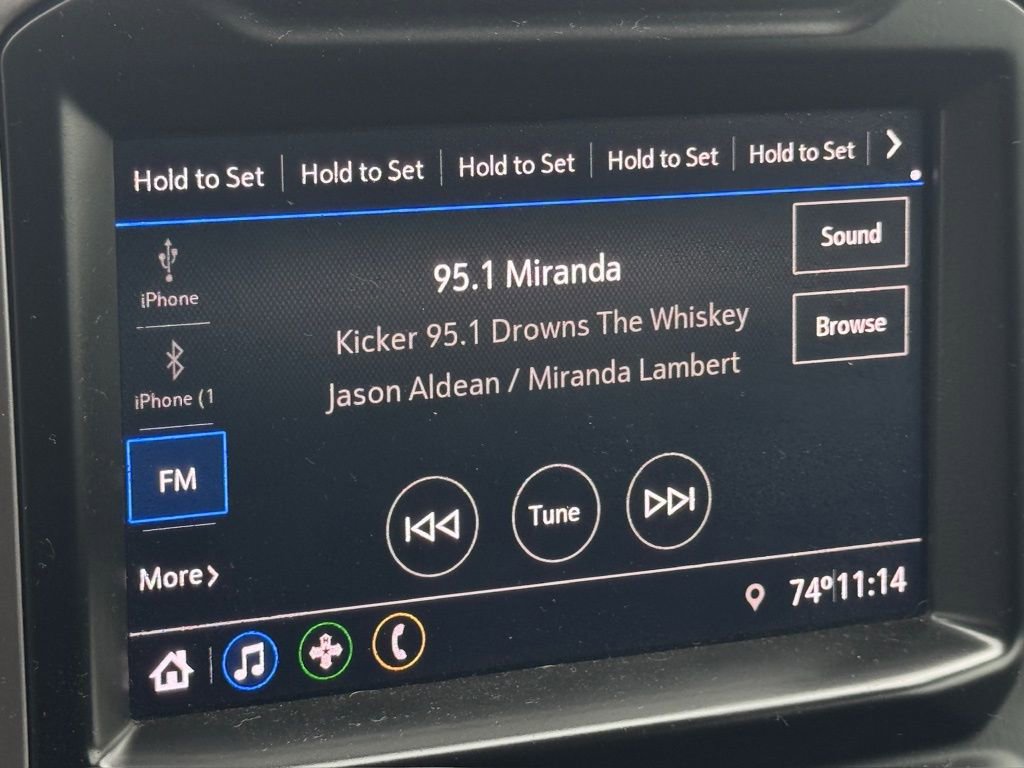 Hold to Set Hold to Set Hold to Set Hold to Set Hold to Set
Sound
iPhone
95.1 Miranda
Kicker 95.1 Drowns The Whiskey
Browse
iPhone (1
Jason Aldean / Miranda Lambert
FM
Tune
More
74° 11:14